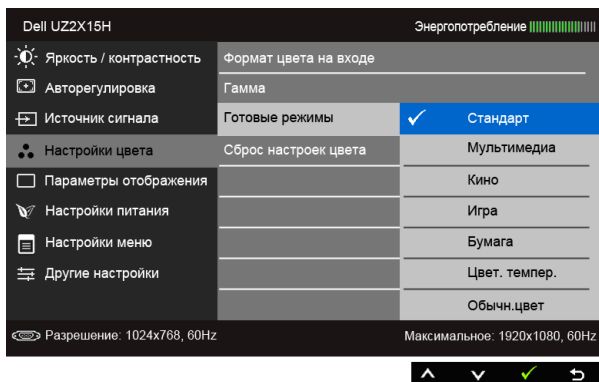 Dell UZ2X15H
Энергопотребление
Яркость / контрастность
Формат цвета на входе
Авторегулировка
Гамма
Источник сигнала
Готовые режимы
Стандарт
Настройки цвета
Сброс настроек цвета
Мультимедиа
Параметры отображения
Кино
Настройки питания
Игра
Настройки меню
Бумага
Другие настройки
Цвет. темпер.
Обычн.цвет
Разрешение: 1024x768, 60Hz
Максимальное: 1920x1080, 60Hz